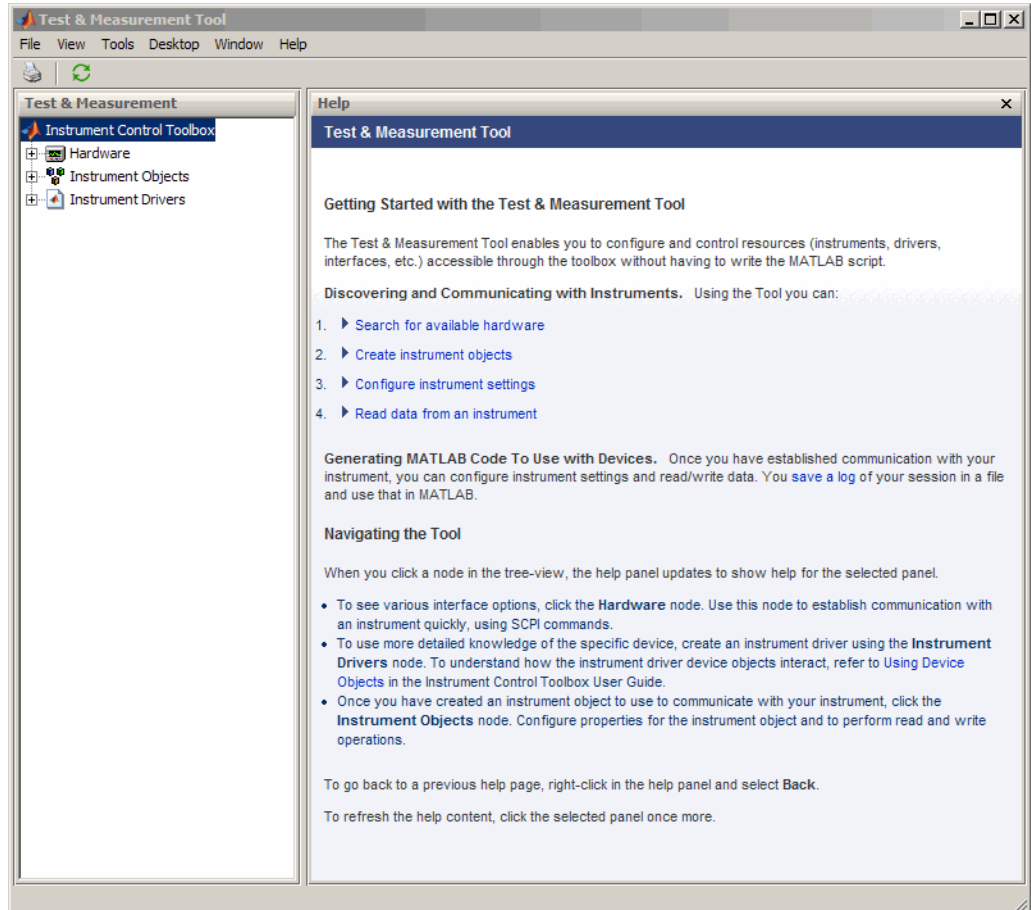 Test & Measurement Tool
File View Tools Desktop Window Help
Test & Measurement
Instrument Control Toolbox
Hardware
Instrument Objects
Instrument Drivers
Help
Test & Measurement Tool
Getting Started with the Test & Measurement Tool
The Test & Measurement Tool enables you to configure and control resources (instruments, drivers,
interfaces, etc.) accessible through the toolbox without having to write the MATLAB script.
Discovering and Communicating with Instruments. Using the Tool you can:
1. Search for available hardware
2. Create instrument objects
3. Configure instrument settings
4. Read data from an instrument
Generating MATLAB Code To Use with Devices. Once you have established communication with your
instrument, you can configure instrument settings and read/write data. You save a log of your session in a file
and use that in MATLAB.
Navigating the Tool
When you click a node in the tree-view, the help panel updates to show help for the selected panel.
• To see various interface options, click the Hardware node. Use this node to establish communication with
an instrument quickly, using SCPI commands.
• To use more detailed knowledge of the specific device, create an instrument driver using the Instrument
Drivers node. To understand how the instrument driver device objects interact, refer to Using Device
Objects in the Instrument Control Toolbox User Guide.
• Once you have created an instrument object to use to communicate with your instrument, click the
Instrument Objects node. Configure properties for the instrument object and to perform read and write
operations.
To go back to a previous help page, right-click in the help panel and select Back.
To refresh the help content, click the selected panel once more.